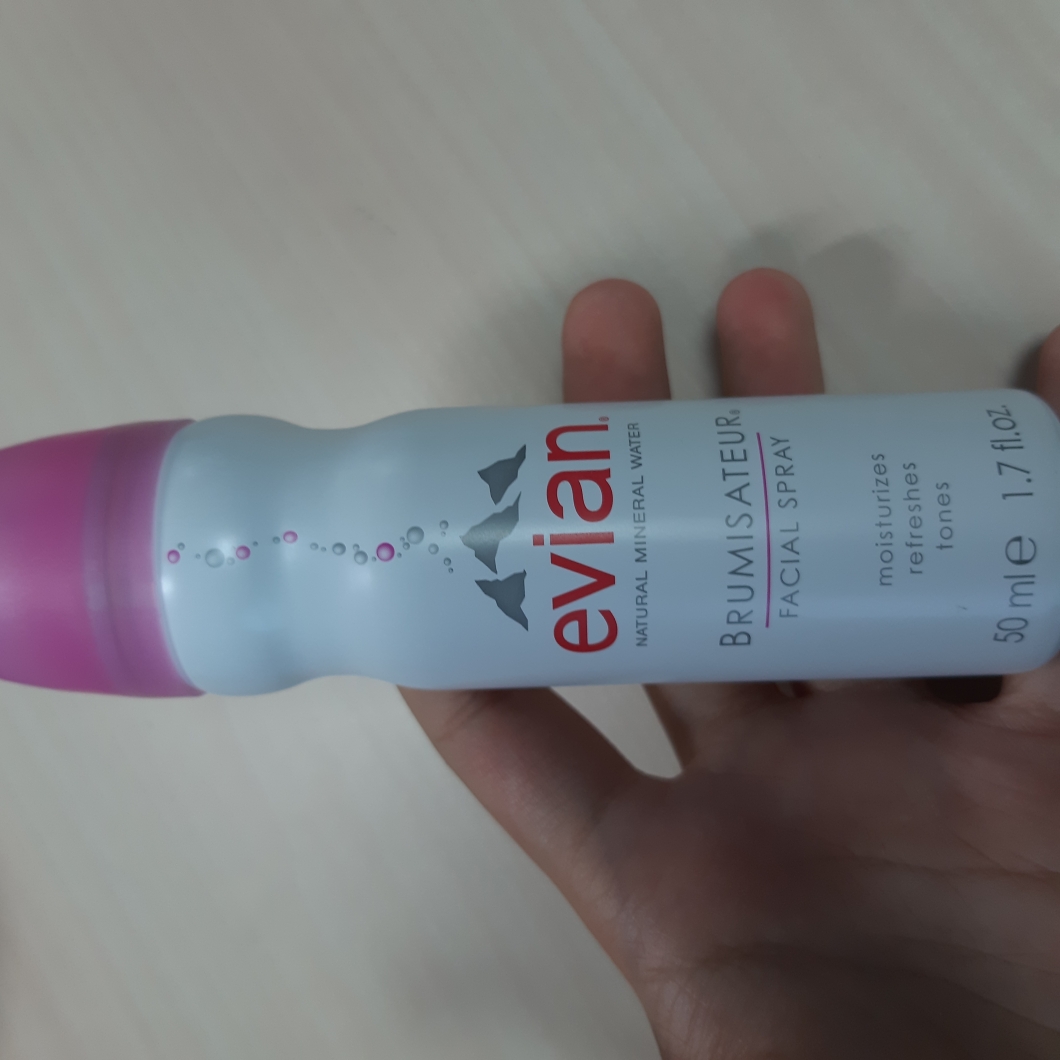 evian®
NATURAL MINERAL WATER
BRUMISATEUR®
FACIAL SPRAY
moisturizes
refreshes
tones
50 ml e 1.7 fl.oz.